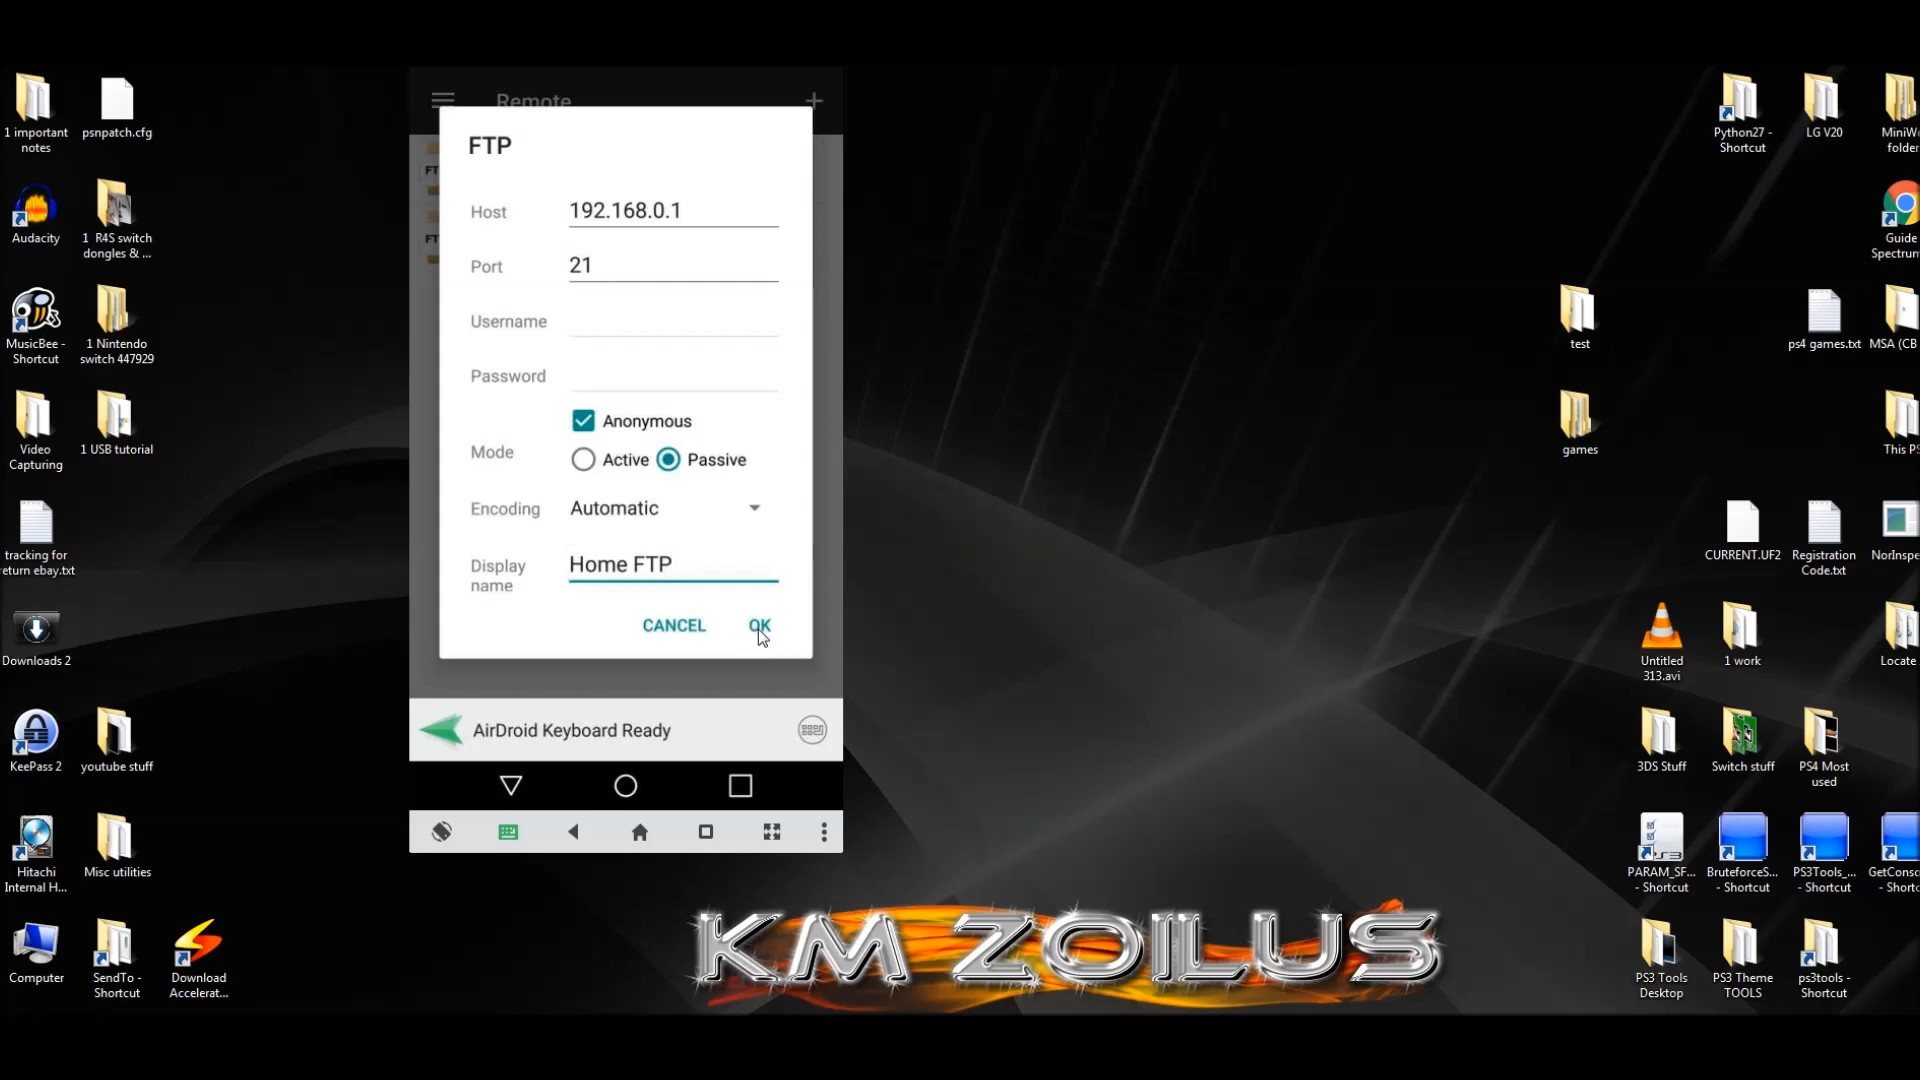 1 important
notes
psnpatch.cfg
Audacity
1 R4S switch
dongles & ...
MusicBee -
Shortcut
1 Nintendo
switch 447929
Video
Capturing
1 USB tutorial
tracking for
return ebay.txt
Downloads 2
KeePass 2
youtube stuff
Hitachi
Internal H...
Misc utilities
Computer
SendTo -
Shortcut
Download
Accelerat...
Remote
FTP
Host
192.168.0.1
Port
21
Username
Password
Anonymous
Mode
Active
Passive
Encoding
Automatic
Display
name
Home FTP
CANCEL
OK
AirDroid Keyboard Ready
KM ZOILUS
Python27 -
Shortcut
LG V20
MiniW
folder
Guide
Spectrum
test
ps4 games.txt
MSA (CB
games
This PS
CURRENT.UF2
Registration
Code.txt
NorInspe
Untitled
313.avi
1 work
Locate
3DS Stuff
Switch stuff
PS4 Most
used
PARAM_SF...
- Shortcut
BruteforceS...
- Shortcut
PS3Tools_...
- Shortcut
GetConso
- Shortc
PS3 Tools
Desktop
PS3 Theme
TOOLS
ps3tools -
Shortcut